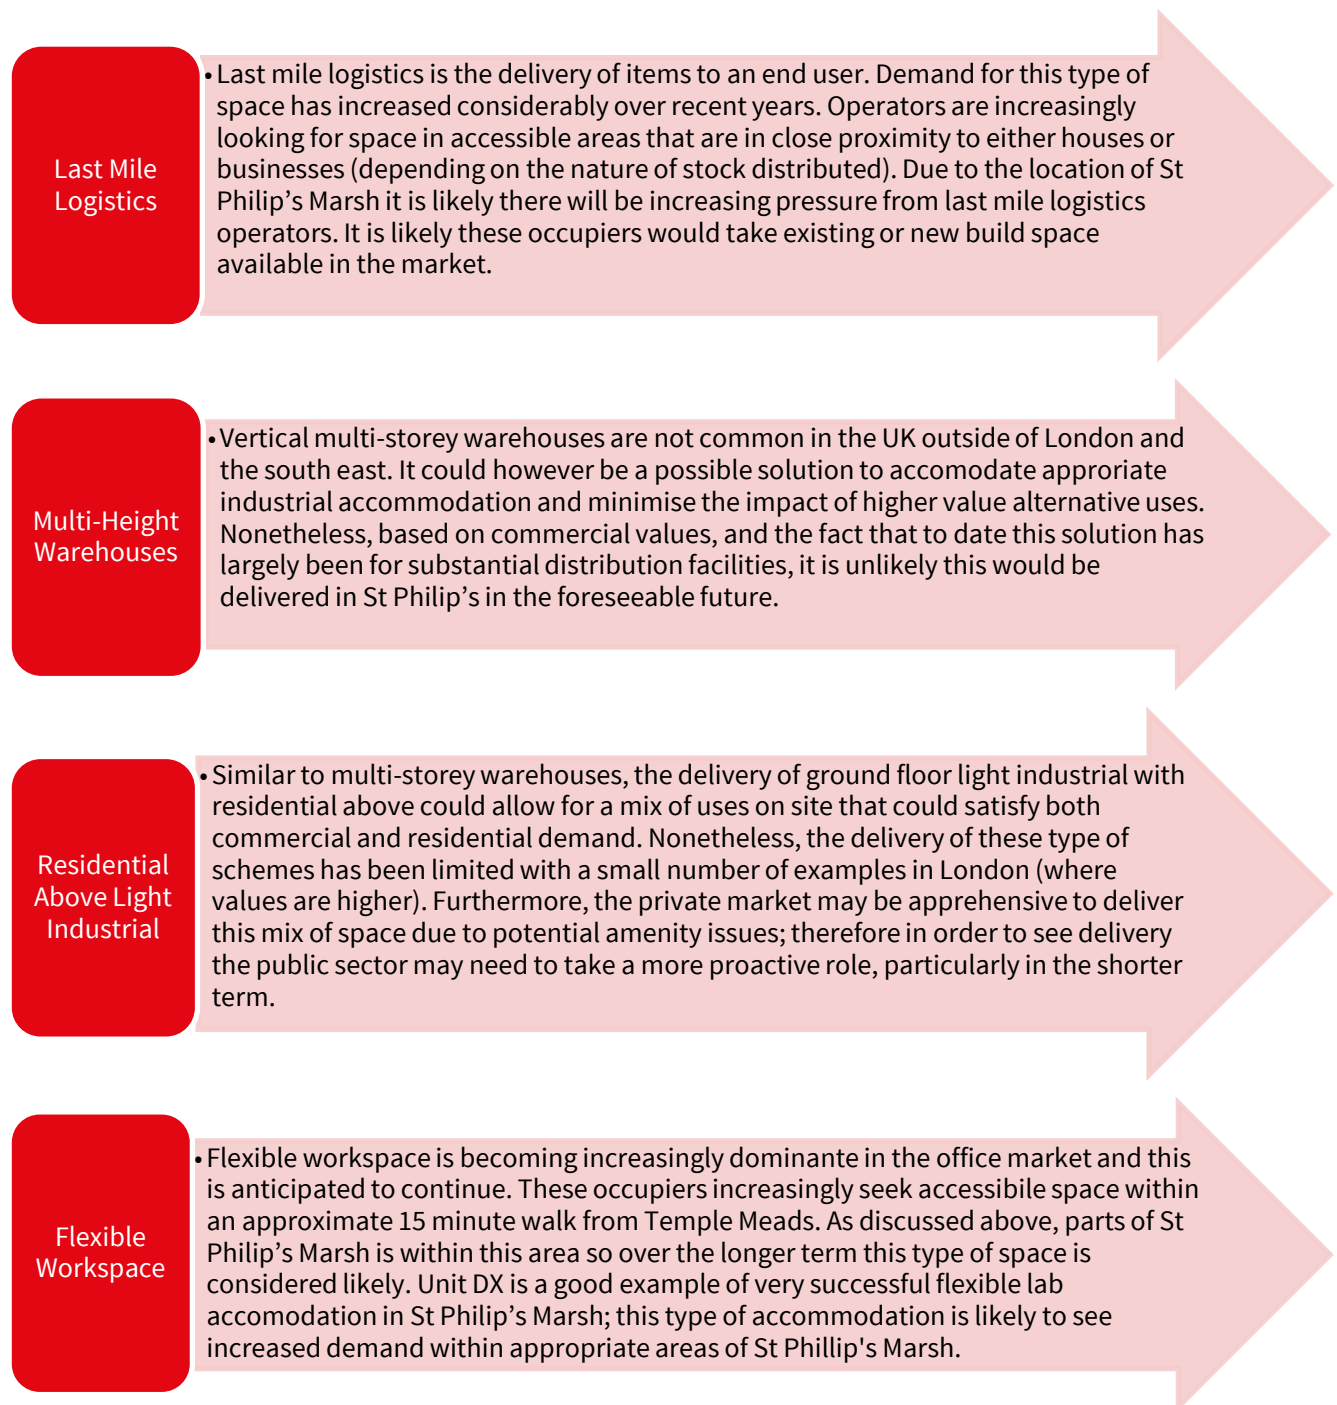 Last Mile
Logistics
• Last mile logistics is the delivery of items to an end user. Demand for this type of
space has increased considerably over recent years. Operators are increasingly
looking for space in accessible areas that are in close proximity to either houses or
businesses (depending on the nature of stock distributed). Due to the location of St
Philip’s Marsh it is likely there will be increasing pressure from last mile logistics
operators. It is likely these occupiers would take existing or new build space
available in the market.
Multi-Height
Warehouses
• Vertical multi-storey warehouses are not common in the UK outside of London and
the south east. It could however be a possible solution to accomodate approriate
industrial accommodation and minimise the impact of higher value alternative uses.
Nonetheless, based on commercial values, and the fact that to date this solution has
largely been for substantial distribution facilities, it is unlikely this would be
delivered in St Philip’s in the foreseeable future.
Residential
Above Light
Industrial
• Similar to multi-storey warehouses, the delivery of ground floor light industrial with
residential above could allow for a mix of uses on site that could satisfy both
commercial and residential demand. Nonetheless, the delivery of these type of
schemes has been limited with a small number of examples in London (where
values are higher). Furthermore, the private market may be apprehensive to deliver
this mix of space due to potential amenity issues; therefore in order to see delivery
the public sector may need to take a more proactive role, particularly in the shorter
term.
Flexible
Workspace
• Flexible workspace is becoming increasingly dominante in the office market and this
is anticipated to continue. These occupiers increasingly seek accessibile space within
an approximate 15 minute walk from Temple Meads. As discussed above, parts of St
Philip’s Marsh is within this area so over the longer term this type of space is
considered likely. Unit DX is a good example of very successful flexible lab
accomodation in St Philip’s Marsh; this type of accommodation is likely to see
increased demand within appropriate areas of St Phillip's Marsh.